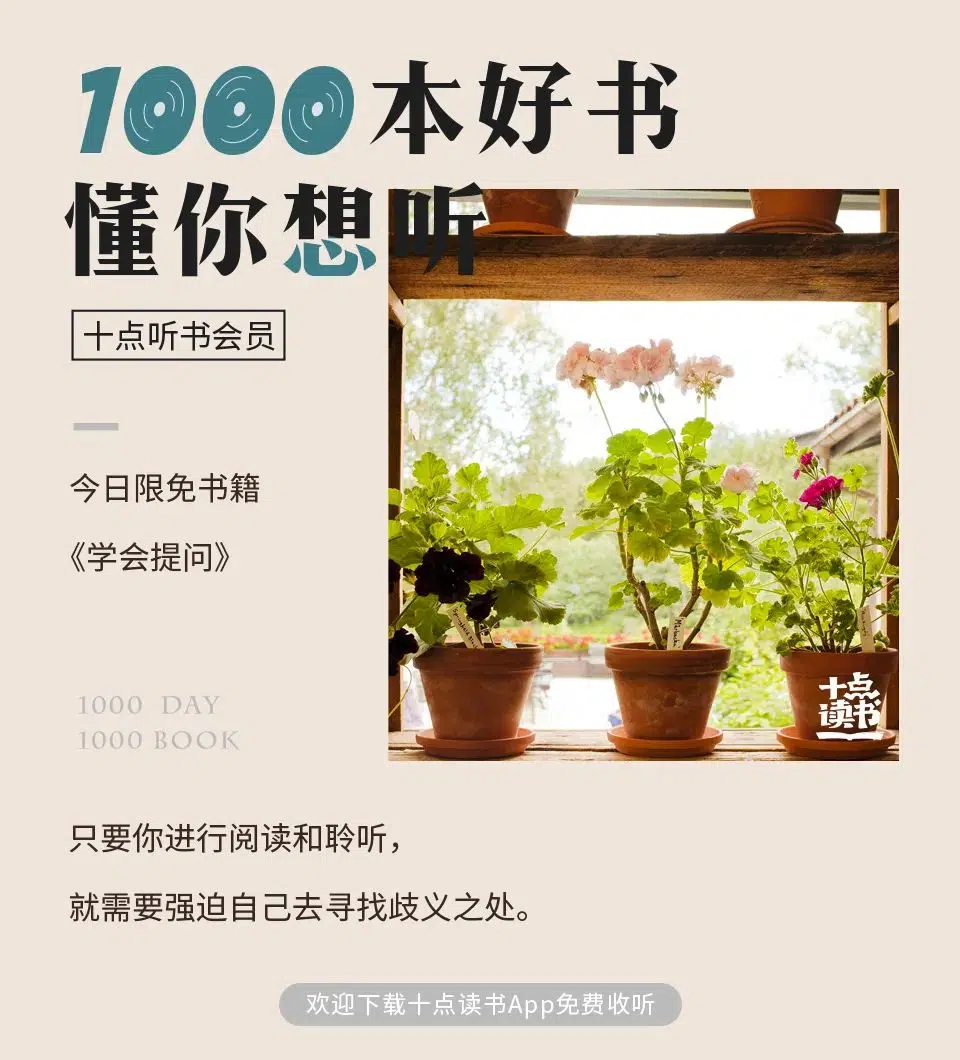 1000本好书
懂你想听
十点听书会员
今日限免书籍
《学会提问》
1000 DAY
1000 BOOK
十点
读书
只要你进行阅读和聆听，
就需要强迫自己去寻找歧义之处。
欢迎下载十点读书App免费收听